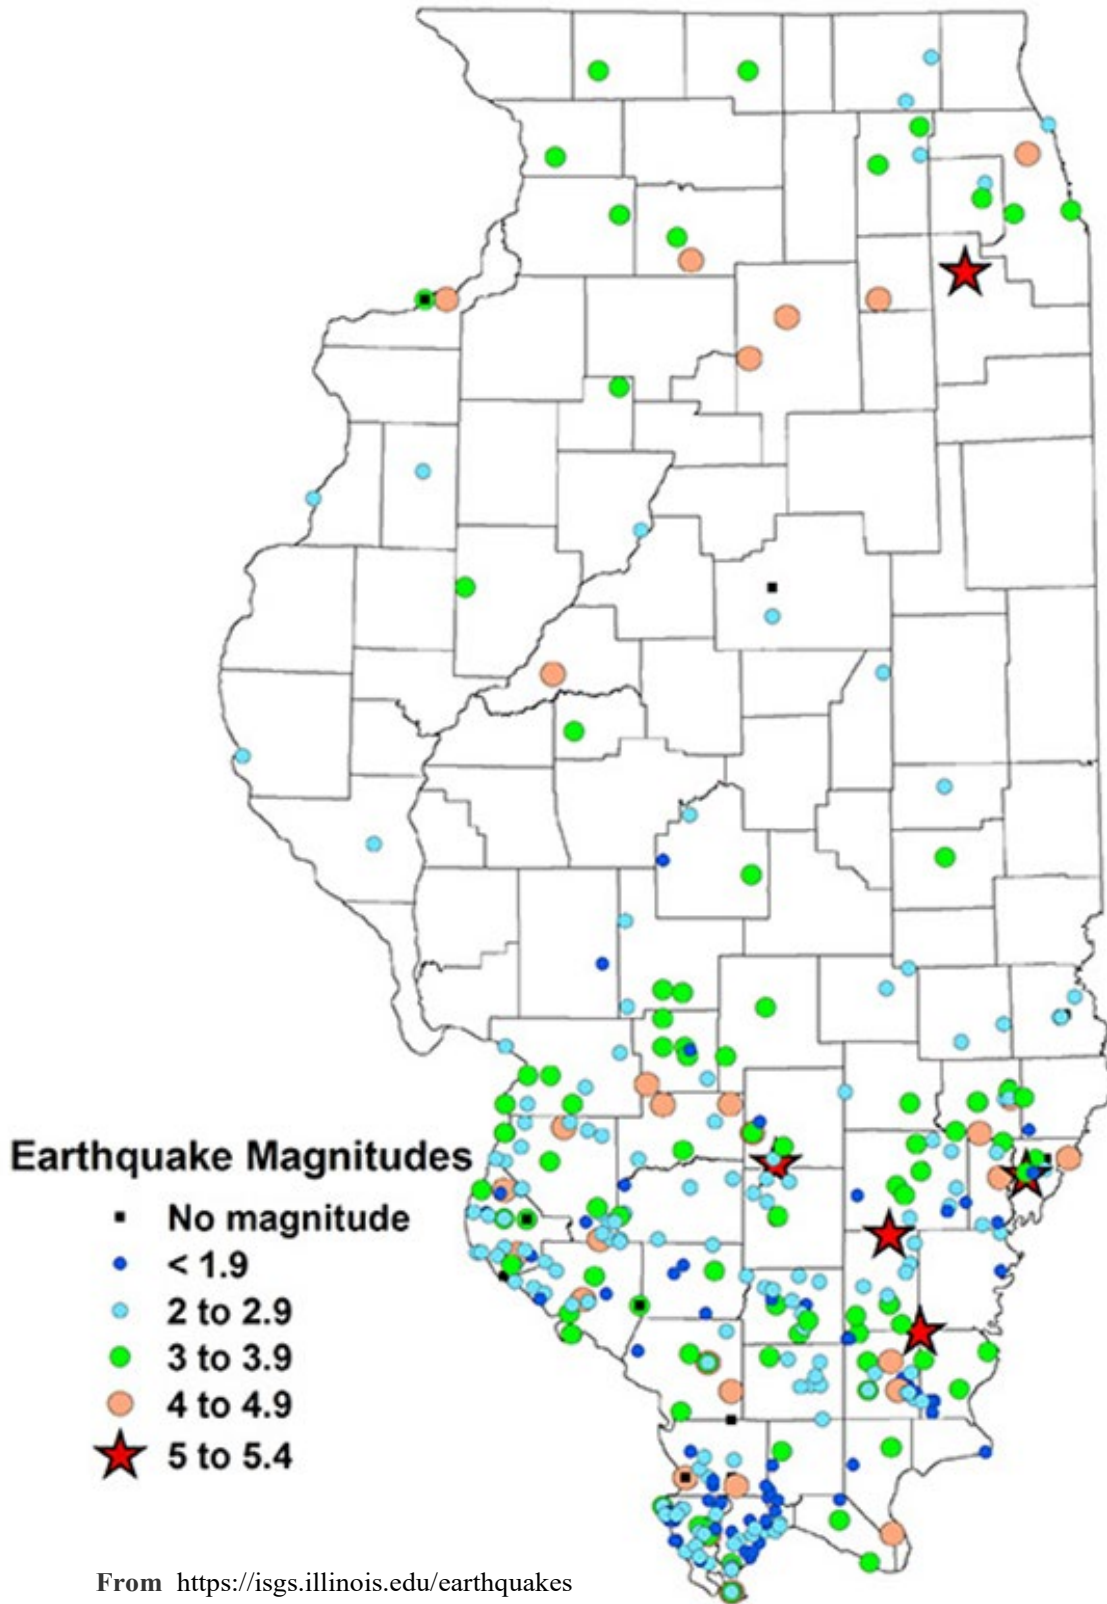 Earthquake Magnitudes
No magnitude
< 1.9
2 to 2.9
3 to 3.9
4 to 4.9
5 to 5.4
From https://isgs.illinois.edu/earthquakes